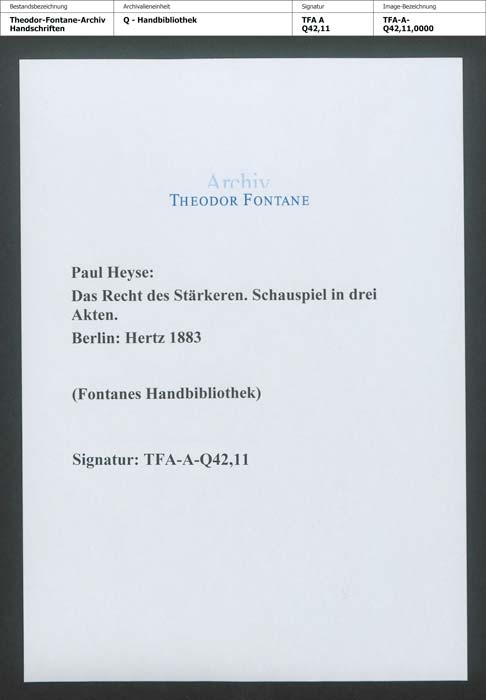 Bestandsbezeichnung
Archivalieneinheit
Signatur
Image-Bezeichnung
Theodor-Fontane-Archiv
Handschriften
Q - Handbibliothek
TFA A
Q42,11
TFA-A-
Q42,11,0000
Archiv
THEODOR FONTANE
Paul Heyse:
Das Recht des Stärkeren. Schauspiel in drei
Akten.
Berlin: Hertz 1883
(Fontanes Handbibliothek)
Signatur: TFA-A-Q42,11